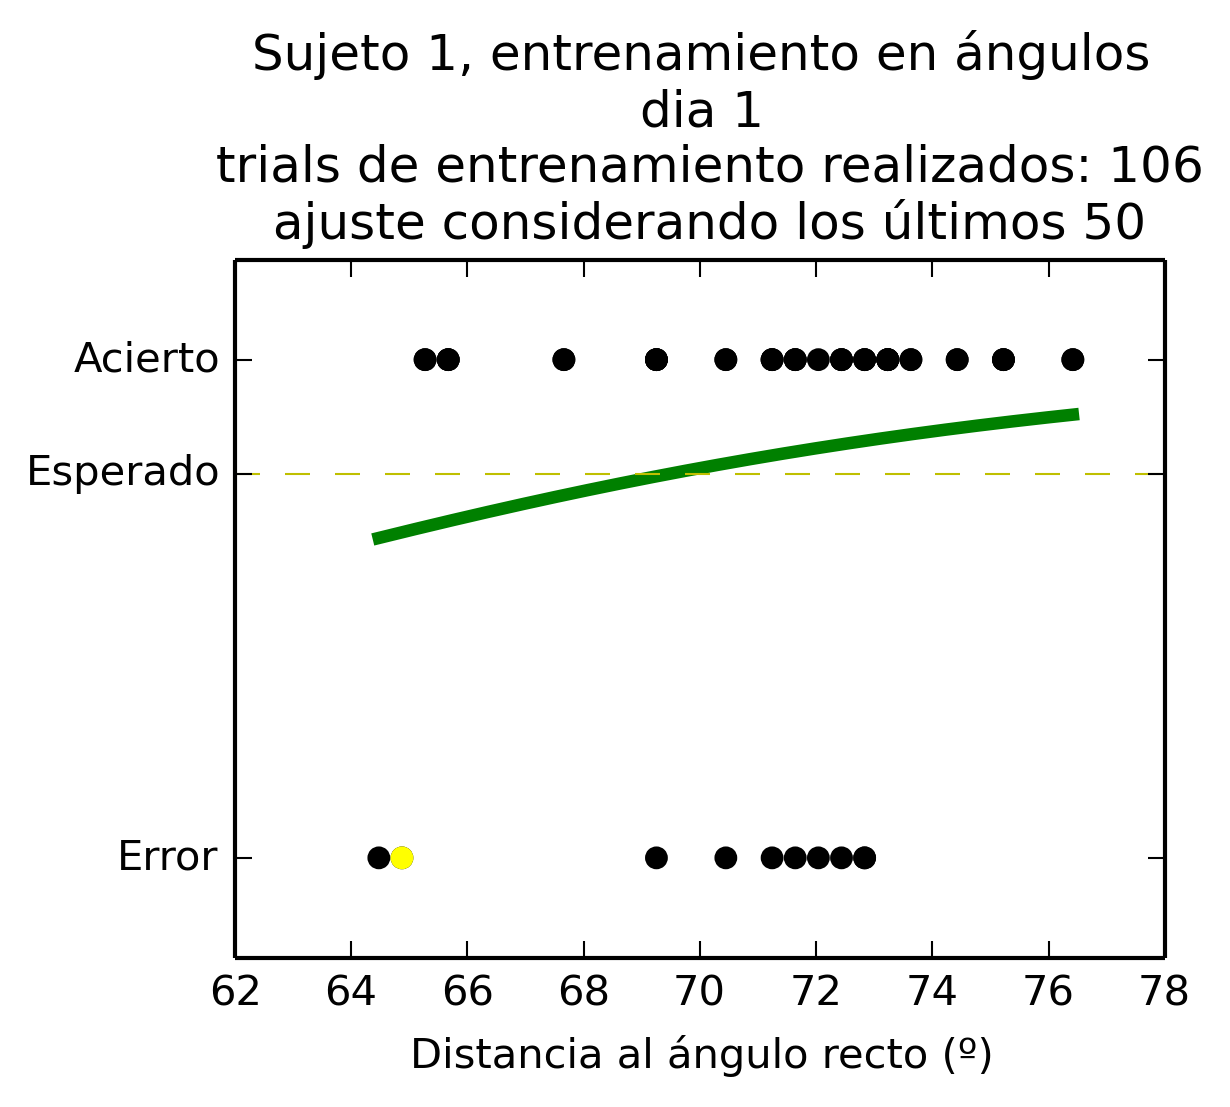 Sujeto 1, entrenamiento en ángulos
dia 1
trials de entrenamiento realizados: 106
ajuste considerando los últimos 50
Acierto
Esperado
Error
62 64 66 68 70 72 74 76 78
Distancia al ángulo recto (º)